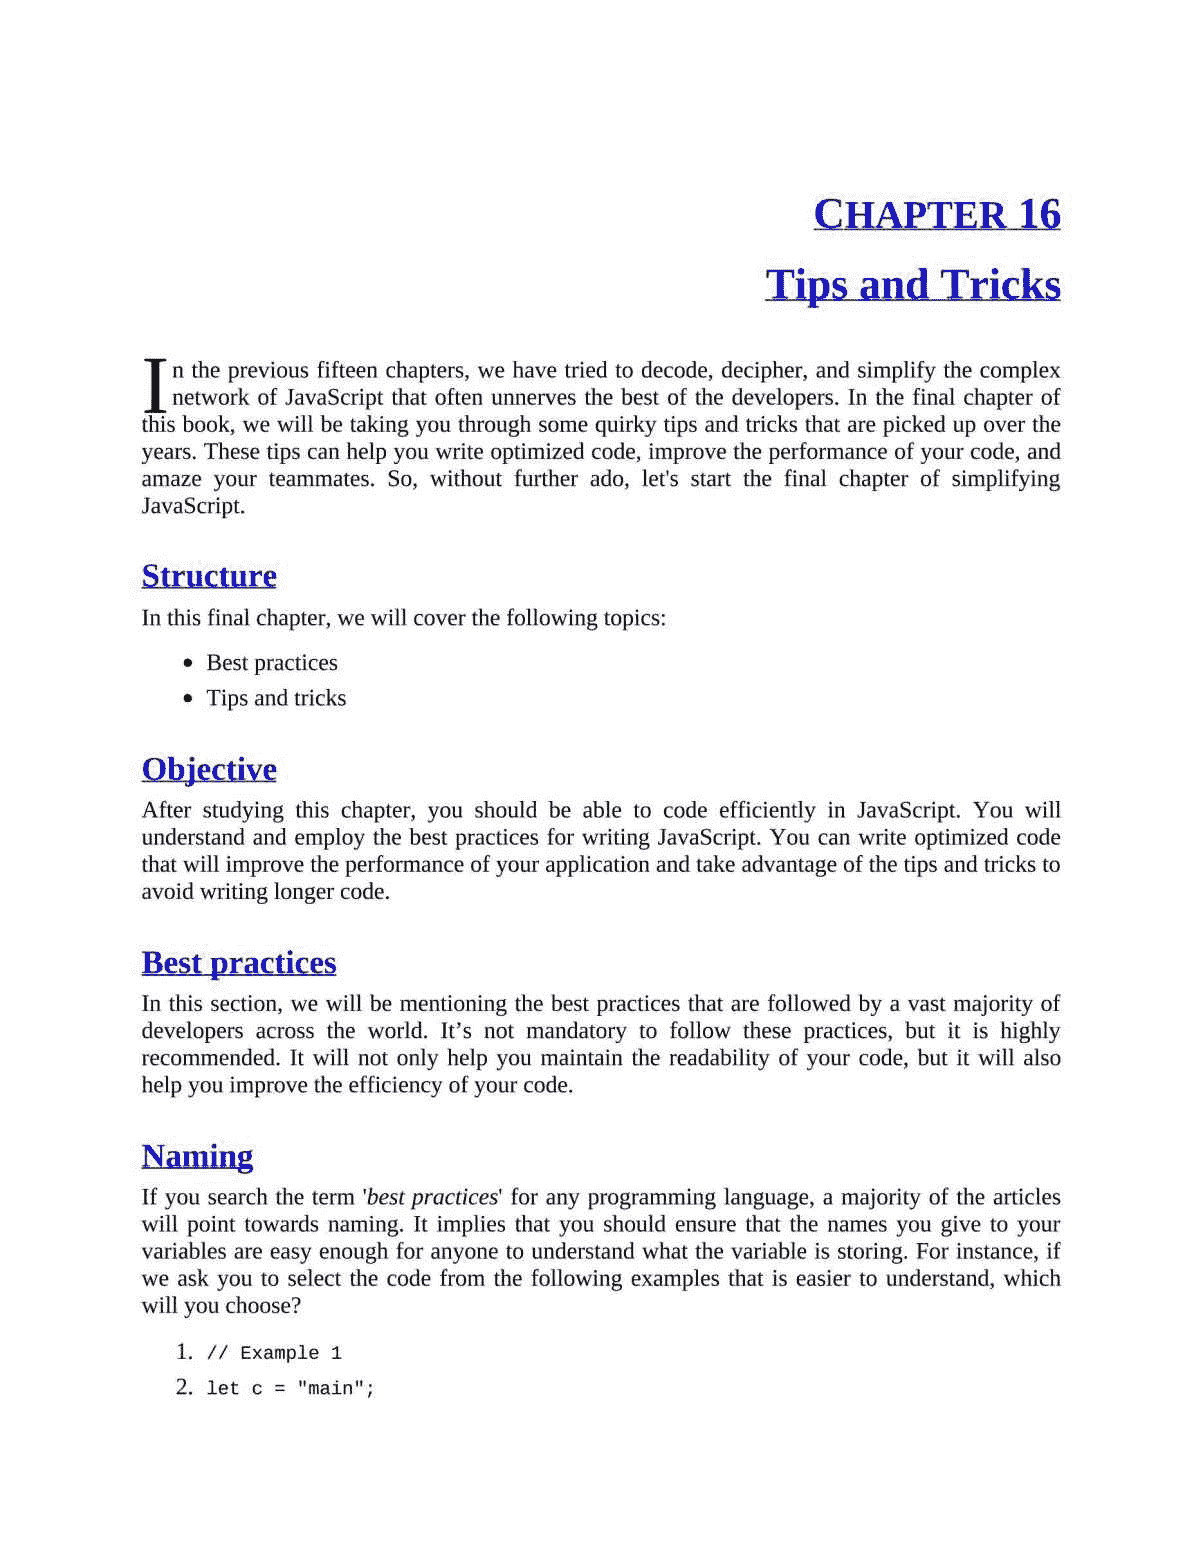 CHAPTER 16
Tips and Tricks
In the previous fifteen chapters, we have tried to decode, decipher, and simplify the complex
network of JavaScript that often unnerves the best of the developers. In the final chapter of
this book, we will be taking you through some quirky tips and tricks that are picked up over the
years. These tips can help you write optimized code, improve the performance of your code, and
amaze your teammates. So, without further ado, let's start the final chapter of simplifying
JavaScript.
Structure
In this final chapter, we will cover the following topics:
• Best practices
• Tips and tricks
Objective
After studying this chapter, you should be able to code efficiently in JavaScript. You will
understand and employ the best practices for writing JavaScript. You can write optimized code
that will improve the performance of your application and take advantage of the tips and tricks to
avoid writing longer code.
Best practices
In this section, we will be mentioning the best practices that are followed by a vast majority of
developers across the world. It’s not mandatory to follow these practices, but it is highly
recommended. It will not only help you maintain the readability of your code, but it will also
help you improve the efficiency of your code.
Naming
If you search the term 'best practices' for any programming language, a majority of the articles
will point towards naming. It implies that you should ensure that the names you give to your
variables are easy enough for anyone to understand what the variable is storing. For instance, if
we ask you to select the code from the following examples that is easier to understand, which
will you choose?
1. // Example 1
2. let c = "main";